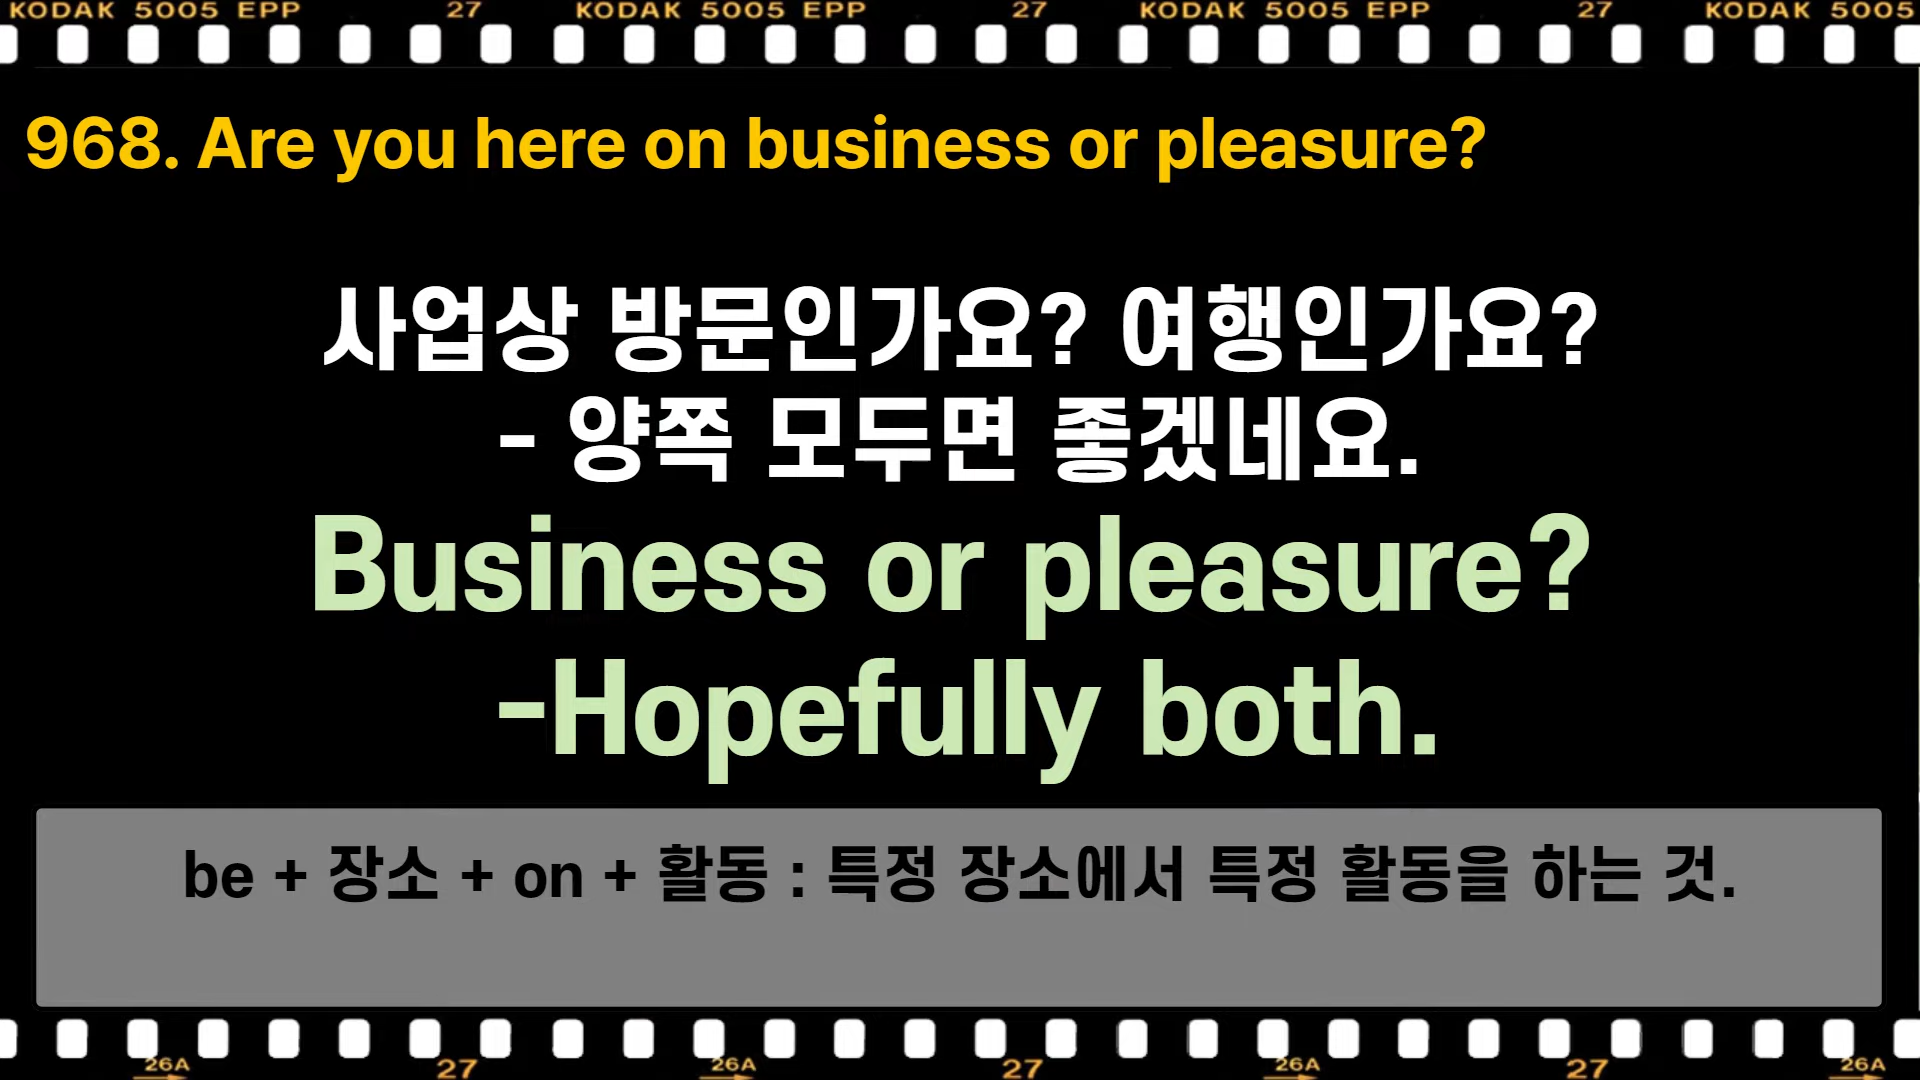 KODAK 5005 EPP 27 KODAK 5005 EPP 27 KODAK 5005 EPP 27 KODAK 5005
968. Are you here on business or pleasure?
사업상 방문인가요? 여행인가요?
- 양쪽 모두면 좋겠네요.
Business or pleasure?
-Hopefully both.
be + 장소 + on + 활동 : 특정 장소에서 특정 활동을 하는 것.
26A 27 26A 27 26A 27 26A